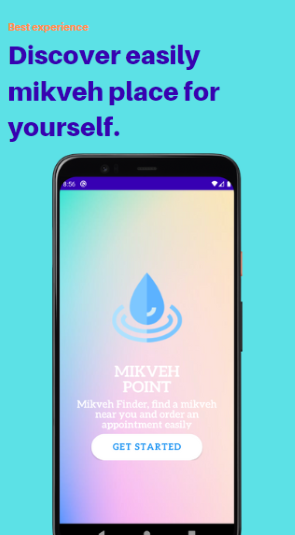 Best experience
Discover easily
mikveh place for
yourself.
8:56
MIKVEH
POINT
Mikveh Finder, find a mikveh
near you and order an
appointment easily
GET STARTED